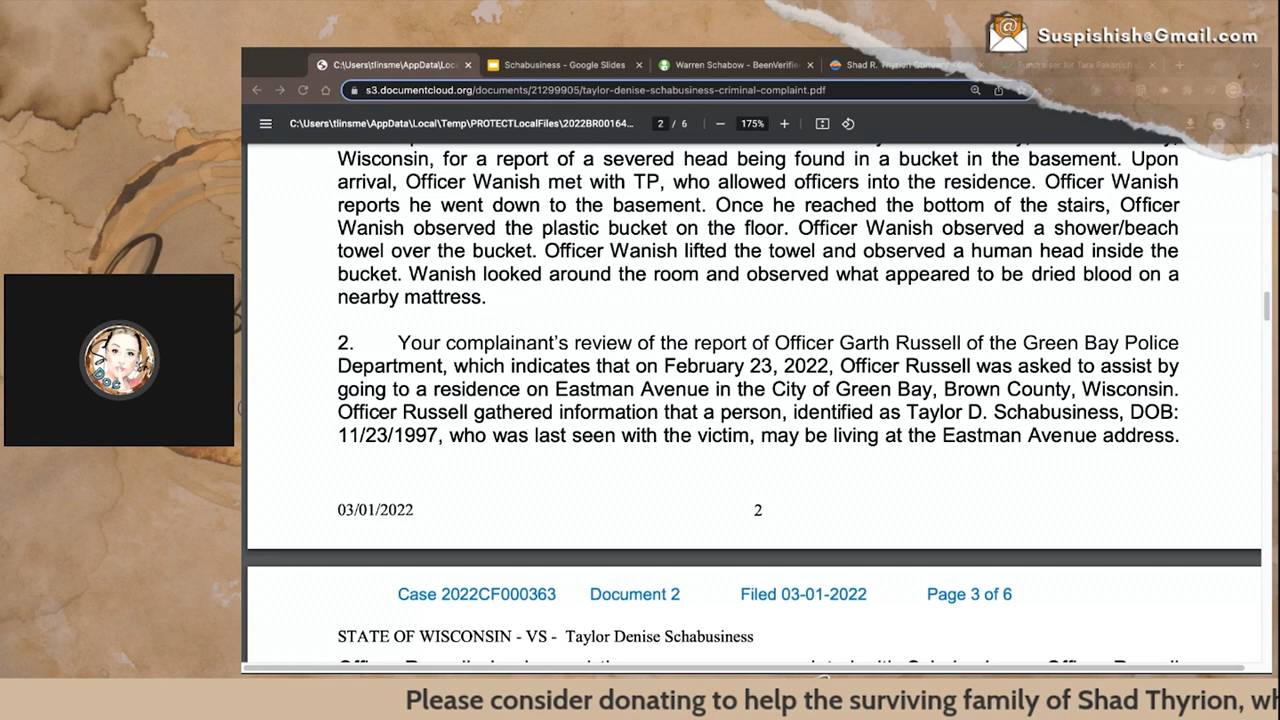 Suspishish@Gmail.com
C:\Users\tlinsme\AppData\Loc
Schabusiness - Google Slides
Warren Schabow - BeenVerifie
Shad R. Thyrion
Fundraiser for Tara Pakanich
s3.documentcloud.org/documents/21299905/taylor-denise-schabusiness-criminal-complaint.pdf
C:\Users\tlinsme\AppData\Local\Temp\PROTECTLocalFiles\2022BR00164...
2 / 6
175%
Wisconsin, for a report of a severed head being found in a bucket in the basement. Upon
arrival, Officer Wanish met with TP, who allowed officers into the residence. Officer Wanish
reports he went down to the basement. Once he reached the bottom of the stairs, Officer
Wanish observed the plastic bucket on the floor. Officer Wanish observed a shower/beach
towel over the bucket. Officer Wanish lifted the towel and observed a human head inside the
bucket. Wanish looked around the room and observed what appeared to be dried blood on a
nearby mattress.
2. Your complainant's review of the report of Officer Garth Russell of the Green Bay Police
Department, which indicates that on February 23, 2022, Officer Russell was asked to assist by
going to a residence on Eastman Avenue in the City of Green Bay, Brown County, Wisconsin.
Officer Russell gathered information that a person, identified as Taylor D. Schabusiness, DOB:
11/23/1997, who was last seen with the victim, may be living at the Eastman Avenue address.
03/01/2022
2
Case 2022CF000363 Document 2 Filed 03-01-2022 Page 3 of 6
STATE OF WISCONSIN - VS - Taylor Denise Schabusiness
Please consider donating to help the surviving family of Shad Thyrion, wh